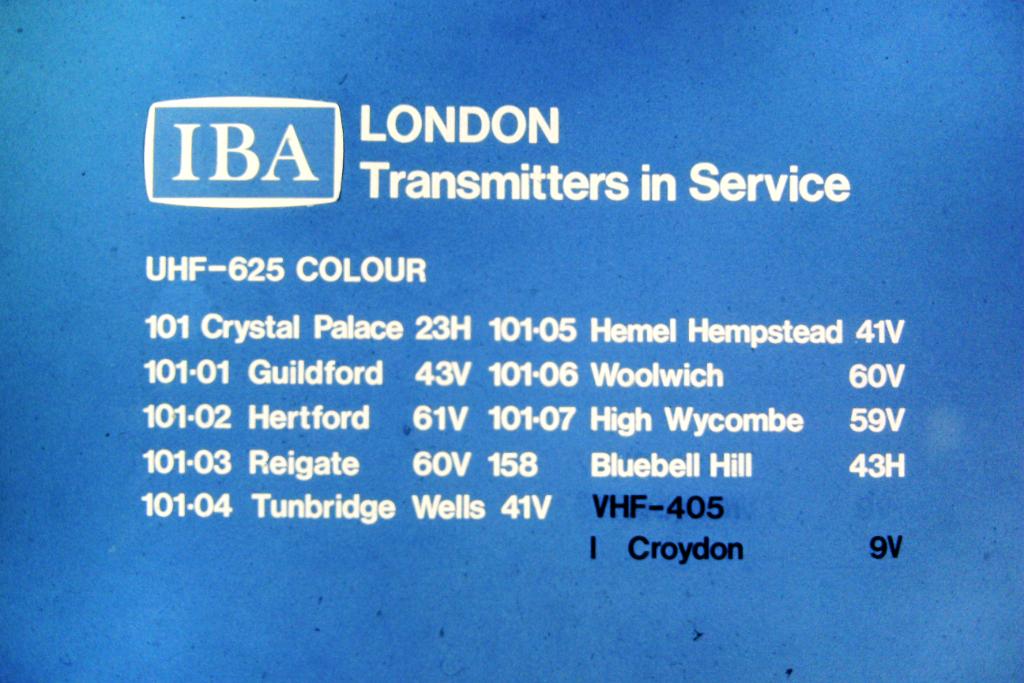 IBA
LONDON
Transmitters in Service
UHF-625 COLOUR
101 Crystal Palace 23H 101·05 Hemel Hempstead 41V
101·01 Guildford 43V 101·06 Woolwich 60V
101·02 Hertford 61V 101·07 High Wycombe 59V
101·03 Reigate 60V 158 Bluebell Hill 43H
101·04 Tunbridge Wells 41V VHF-405
I Croydon 9V